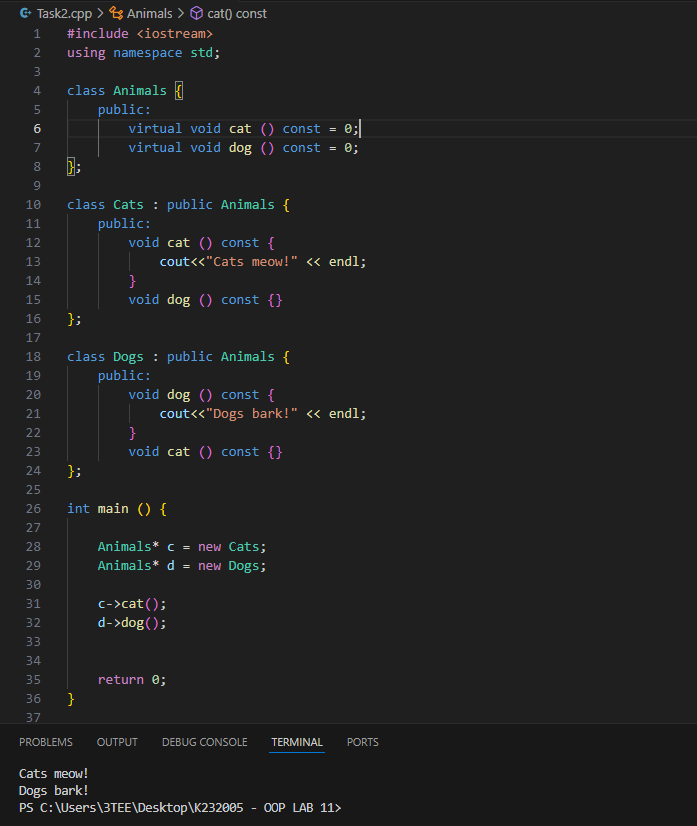 Task2.cpp > Animals > cat() const
1 #include <iostream>
2 using namespace std;
3
4 class Animals {
5     public:
6         virtual void cat () const = 0;
7         virtual void dog () const = 0;
8 };
9
10 class Cats : public Animals {
11     public:
12         void cat () const {
13             cout<<"Cats meow!" << endl;
14         }
15         void dog () const {}
16 };
17
18 class Dogs : public Animals {
19     public:
20         void dog () const {
21             cout<<"Dogs bark!" << endl;
22         }
23         void cat () const {}
24 };
25
26 int main () {
27
28     Animals* c = new Cats;
29     Animals* d = new Dogs;
30
31     c->cat();
32     d->dog();
33
34
35     return 0;
36 }
37
PROBLEMS OUTPUT DEBUG CONSOLE TERMINAL PORTS
Cats meow!
Dogs bark!
PS C:\Users\3TEE\Desktop\K232005 - OOP LAB 11>